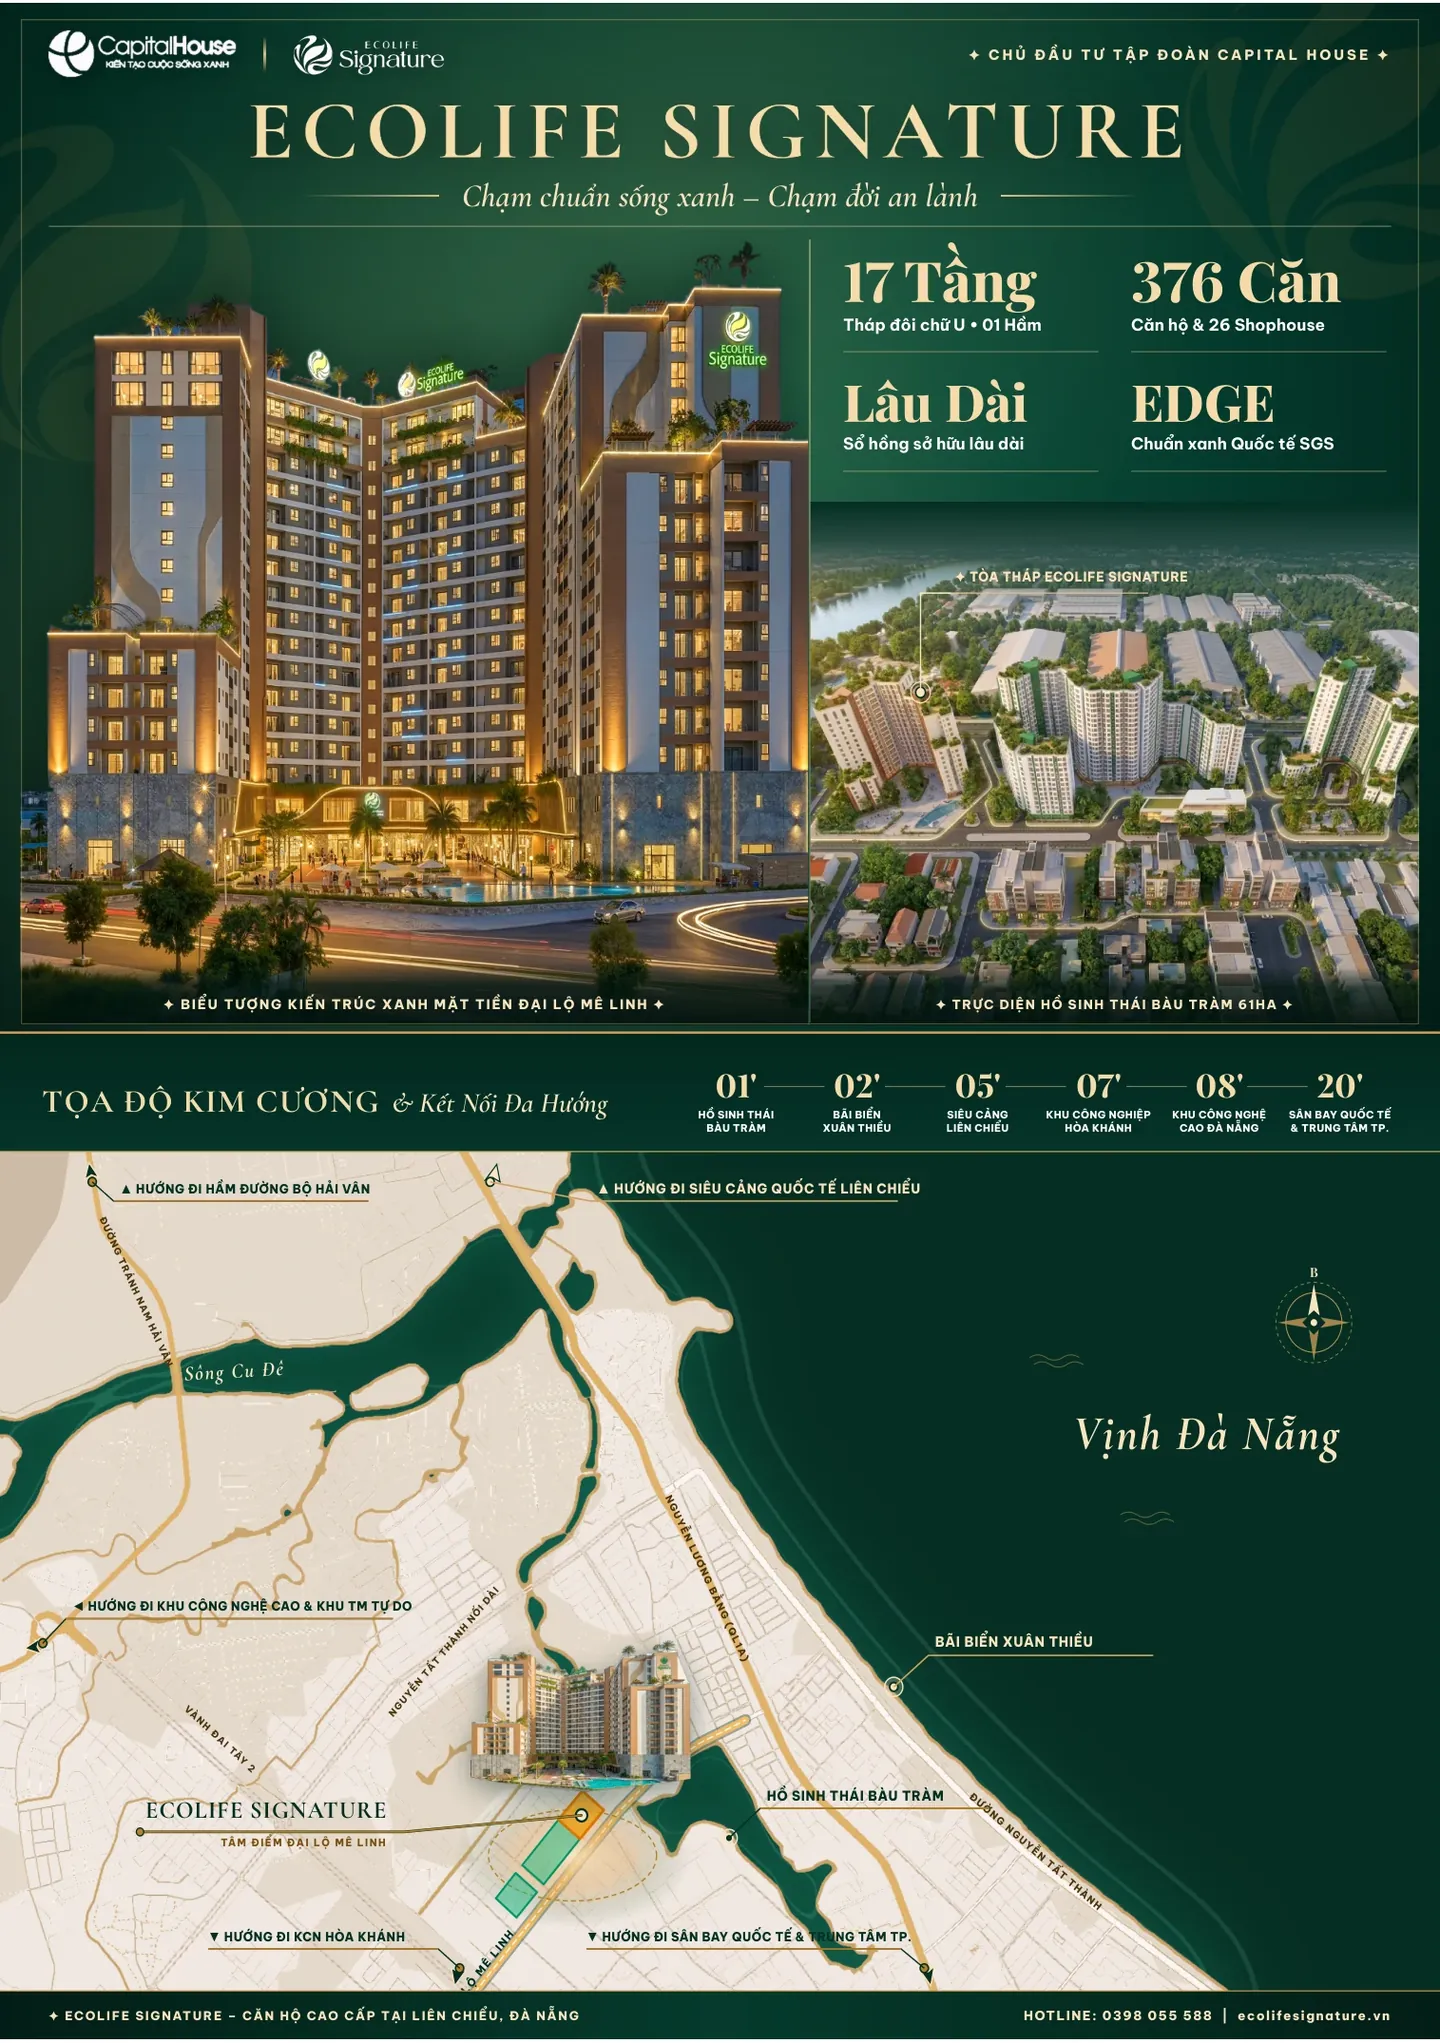 CapitalHouse
KIẾN TẠO CUỘC SỐNG XANH
ECOLIFE
Signature
✦ CHỦ ĐẦU TƯ TẬP ĐOÀN CAPITAL HOUSE ✦
ECOLIFE SIGNATURE
Chạm chuẩn sống xanh – Chạm đời an lành
17 Tầng
Tháp đôi chữ U • 01 Hầm
376 Căn
Căn hộ & 26 Shophouse
Lâu Dài
Sổ hồng sở hữu lâu dài
EDGE
Chuẩn xanh Quốc tế SGS
ECOLIFE
Signature
ECOLIFE
Signature
✦ TÒA THÁP ECOLIFE SIGNATURE
✦ BIỂU TƯỢNG KIẾN TRÚC XANH MẶT TIỀN ĐẠI LỘ MÊ LINH ✦
✦ TRỰC DIỆN HỒ SINH THÁI BÀU TRÀM 61HA ✦
TỌA ĐỘ KIM CƯƠNG & Kết Nối Đa Hướng
01'
HỒ SINH THÁI
BÀU TRÀM
02'
BÃI BIỂN
XUÂN THIỀU
05'
SIÊU CẢNG
LIÊN CHIỂU
07'
KHU CÔNG NGHIỆP
HÒA KHÁNH
08'
KHU CÔNG NGHỆ
CAO ĐÀ NẴNG
20'
SÂN BAY QUỐC TẾ
& TRUNG TÂM TP.
▲ HƯỚNG ĐI HẦM ĐƯỜNG BỘ HẢI VÂN
▲ HƯỚNG ĐI SIÊU CẢNG QUỐC TẾ LIÊN CHIỂU
ĐƯỜNG TRÁNH NAM HẢI VÂN
B
Sông Cu Đê
Vịnh Đà Nẵng
NGUYỄN LƯƠNG BẰNG (QL1A)
◄ HƯỚNG ĐI KHU CÔNG NGHỆ CAO & KHU TM TỰ DO
NGUYỄN TẤT THÀNH NỐI DÀI
BÃI BIỂN XUÂN THIỀU
VÀNH ĐAI TÂY 2
HỒ SINH THÁI BÀU TRÀM
ĐƯỜNG NGUYỄN TẤT THÀNH
ECOLIFE SIGNATURE
TÂM ĐIỂM ĐẠI LỘ MÊ LINH
▼ HƯỚNG ĐI KCN HÒA KHÁNH
LỘ MÊ LINH
▼ HƯỚNG ĐI SÂN BAY QUỐC TẾ & TRUNG TÂM TP.
✦ ECOLIFE SIGNATURE – CĂN HỘ CAO CẤP TẠI LIÊN CHIỂU, ĐÀ NẴNG
HOTLINE: 0398 055 588 | ecolifesignature.vn